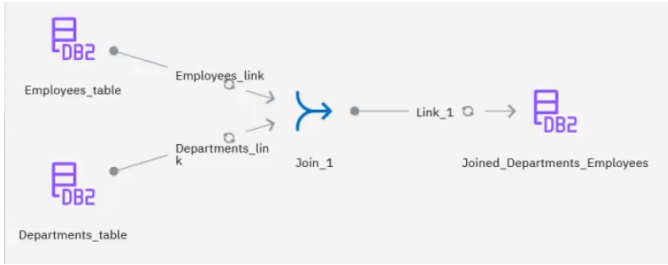 DB2
Employees_table
Employees_link
Departments_lin
k
DB2
Departments_table
Join_1
Link_1
DB2
Joined_Departments_Employees